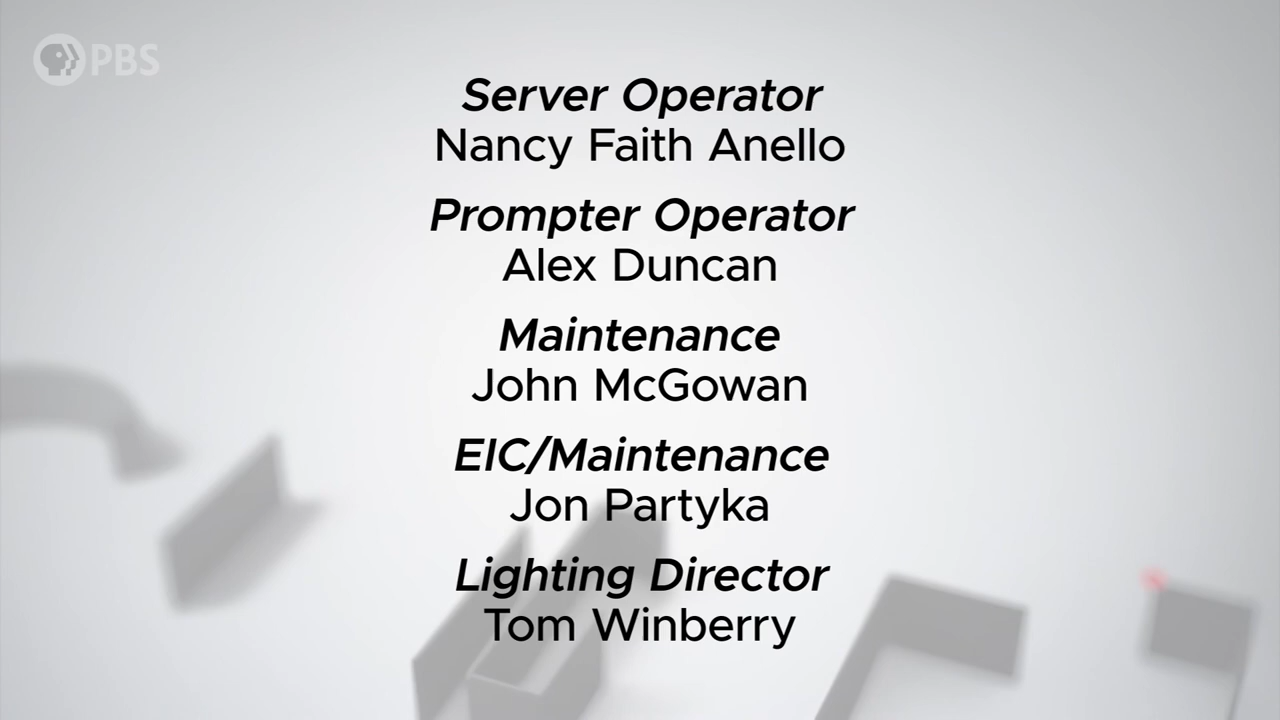 PBS
Server Operator
Nancy Faith Anello
Prompter Operator
Alex Duncan
Maintenance
John McGowan
EIC/Maintenance
Jon Partyka
Lighting Director
Tom Winberry